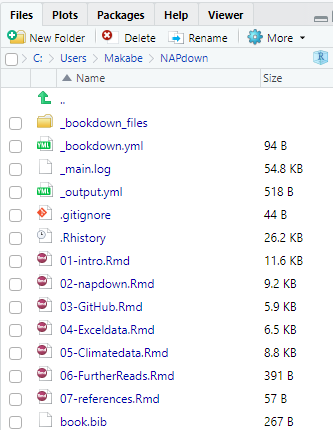 Files Plots Packages Help Viewer
New Folder Delete Rename More
C: Users Makabe NAPdown
Name Size
..
_bookdown_files
_bookdown.yml 94 B
_main.log 54.8 KB
_output.yml 518 B
.gitignore 44 B
.Rhistory 26.2 KB
01-intro.Rmd 11.6 KB
02-napdown.Rmd 9.2 KB
03-GitHub.Rmd 5.9 KB
04-Exceldata.Rmd 6.5 KB
05-Climatedata.Rmd 8.8 KB
06-FurtherReads.Rmd 391 B
07-references.Rmd 57 B
book.bib 267 B